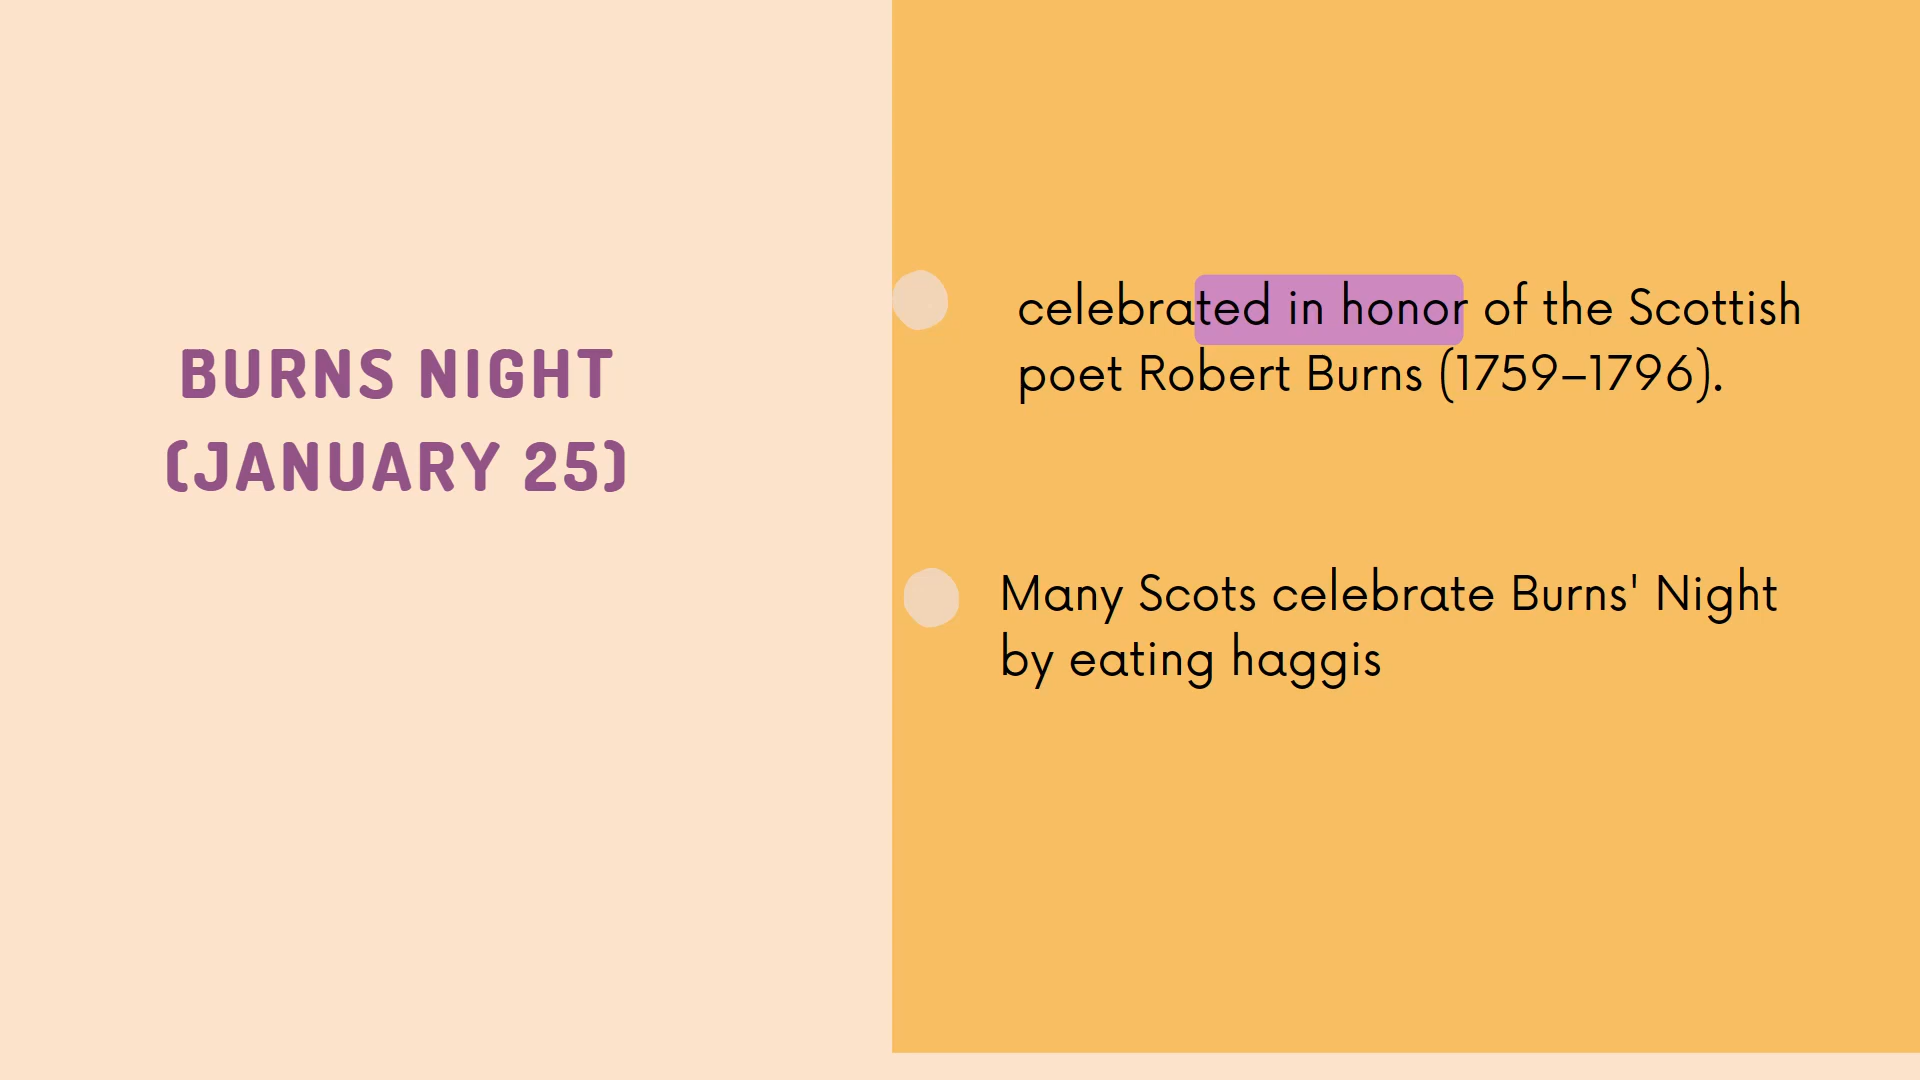 BURNS NIGHT
(JANUARY 25)
celebrated in honor of the Scottish
poet Robert Burns (1759–1796).
Many Scots celebrate Burns' Night
by eating haggis